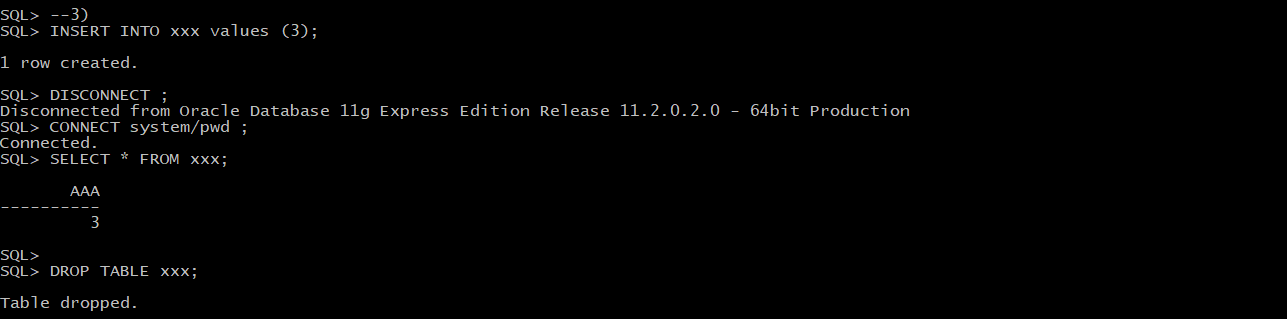 SQL> --3)
SQL> INSERT INTO xxx values (3);
1 row created.
SQL> DISCONNECT ;
Disconnected from Oracle Database 11g Express Edition Release 11.2.0.2.0 - 64bit Production
SQL> CONNECT system/pwd ;
Connected.
SQL> SELECT * FROM xxx;
AAA
----------
3
SQL>
SQL> DROP TABLE xxx;
Table dropped.